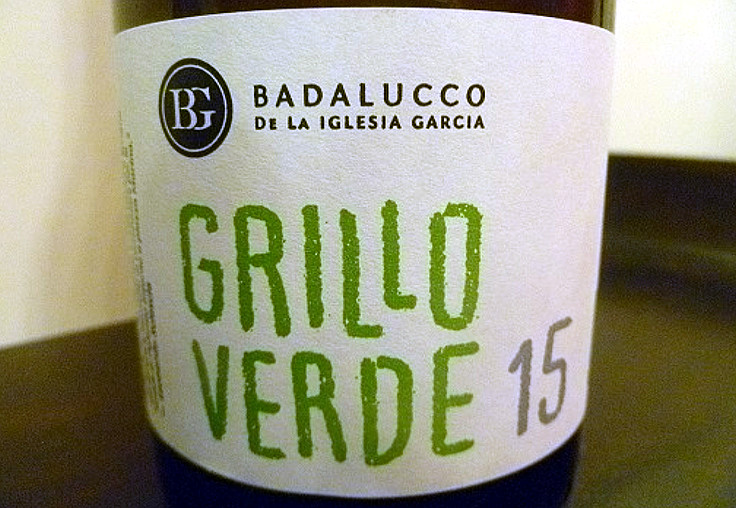 BG
BADALUCCO
DE LA IGLESIA GARCIA
GRILLO
VERDE 15